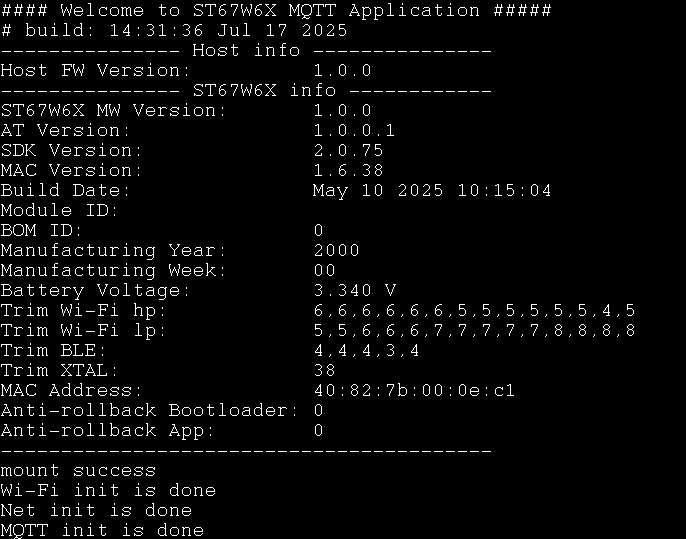 #### Welcome to ST67W6X MQTT Application #####
# build: 14:31:36 Jul 17 2025
--------------- Host info ---------------
Host FW Version:          1.0.0
--------------- ST67W6X info ------------
ST67W6X MW Version:       1.0.0
AT Version:               1.0.0.1
SDK Version:              2.0.75
MAC Version:              1.6.38
Build Date:               May 10 2025 10:15:04
Module ID:
BOM ID:                   0
Manufacturing Year:       2000
Manufacturing Week:       00
Battery Voltage:          3.340 V
Trim Wi-Fi hp:            6,6,6,6,6,6,5,5,5,5,5,5,4,5
Trim Wi-Fi lp:            5,5,6,6,6,7,7,7,7,7,8,8,8,8
Trim BLE:                 4,4,4,3,4
Trim XTAL:                38
MAC Address:              40:82:7b:00:0e:c1
Anti-rollback Bootloader: 0
Anti-rollback App:        0
-----------------------------------------
mount success
Wi-Fi init is done
Net init is done
MQTT init is done